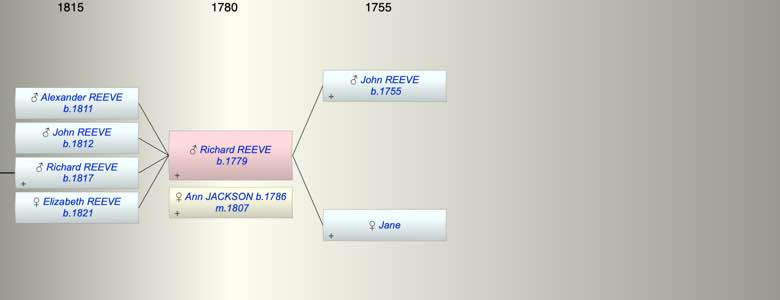 1815
1780
1755
♂ Alexander REEVE
b.1811
♂ John REEVE
b.1812
♂ Richard REEVE
b.1817
+
♀ Elizabeth REEVE
b.1821
♂ Richard REEVE
b.1779
+
♀ Ann JACKSON b.1786
m.1807
+
♂ John REEVE
b.1755
+
♀ Jane
+